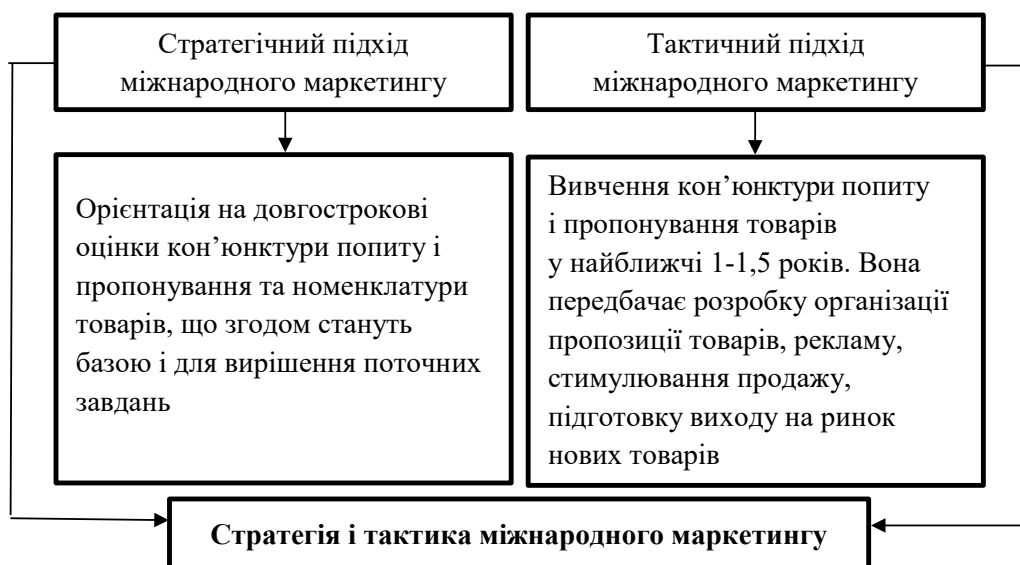 Стратегічний підхід
міжнародного маркетингу
Тактичний підхід
міжнародного маркетингу
Орієнтація на довгострокові
оцінки кон’юнктури попиту і
пропонування та номенклатури
товарів, що згодом стануть
базою і для вирішення поточних
завдань
Вивчення кон’юнктури попиту
і пропонування товарів
у найближчі 1-1,5 років. Вона
передбачає розробку організації
пропозиції товарів, рекламу,
стимулювання продажу,
підготовку виходу на ринок
нових товарів
Стратегія і тактика міжнародного маркетингу